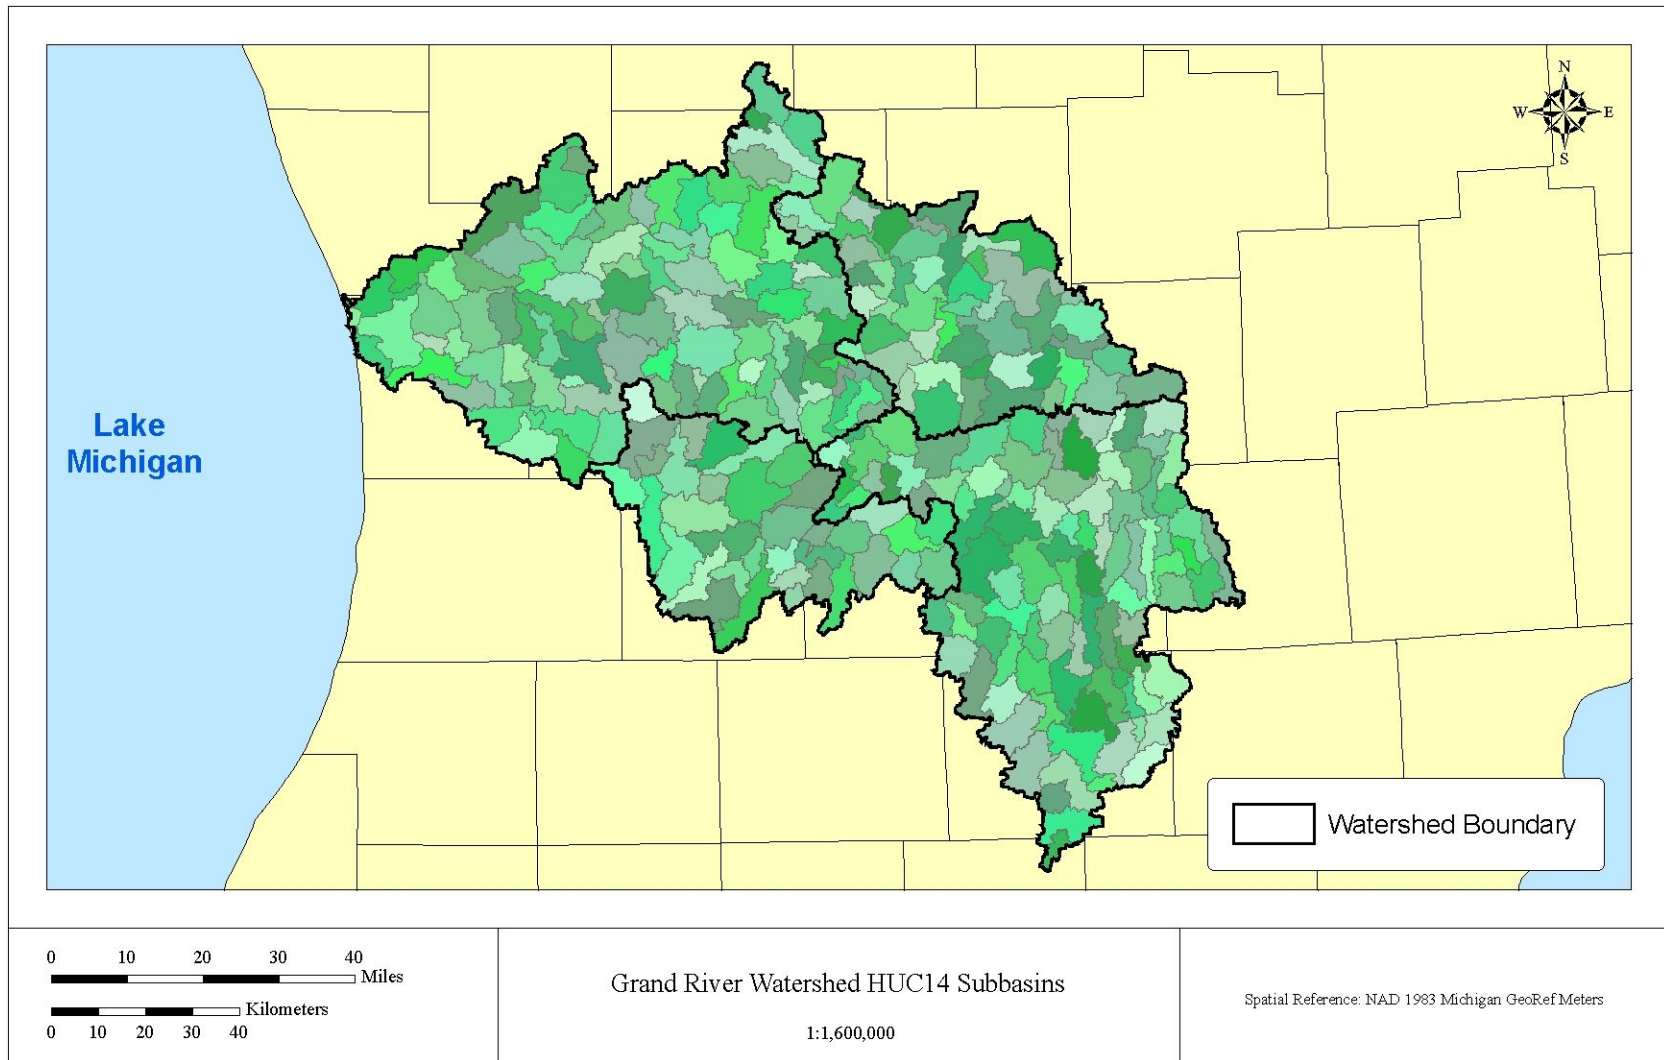 N
W E
S
Lake
Michigan
Watershed Boundary
0 10 20 30 40
Miles
Kilometers
0 10 20 30 40
Grand River Watershed HUC14 Subbasins
1:1,600,000
Spatial Reference: NAD 1983 Michigan GeoRef Meters